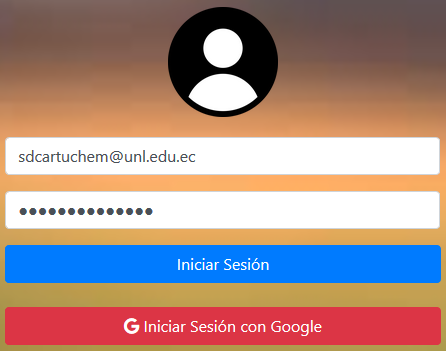 sdcartuchem@unl.edu.ec
●●●●●●●●●●●●●●
Iniciar Sesión
G Iniciar Sesión con Google